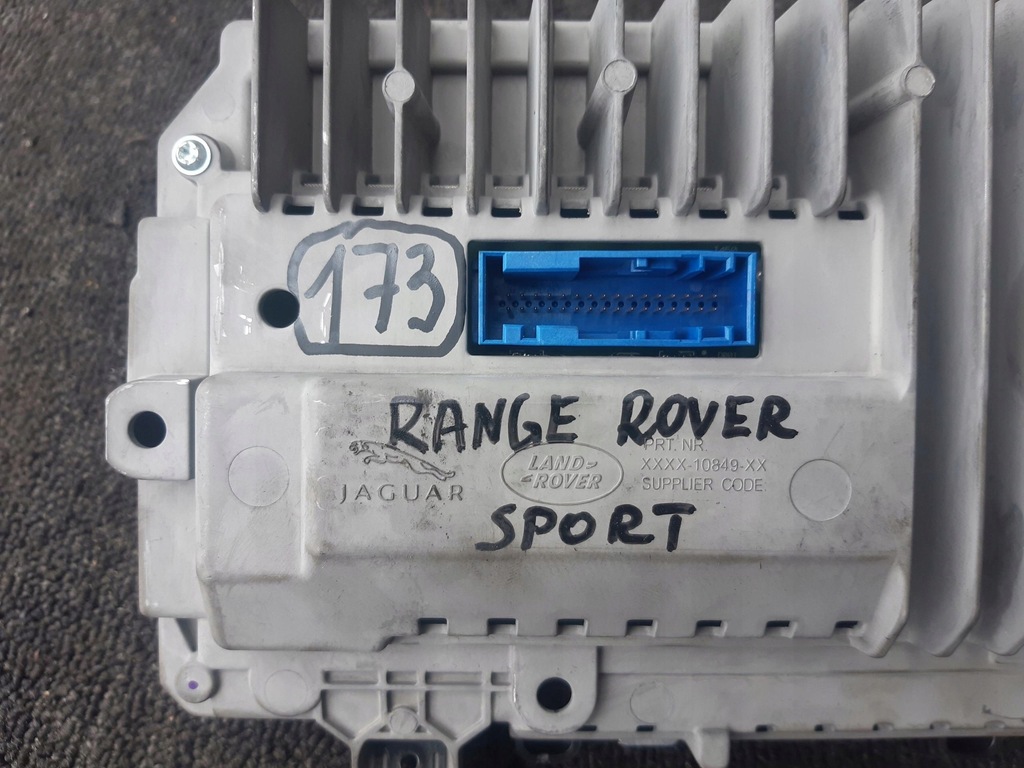 173
RANGE ROVER
PRT. NR.
LAND-
-ROVER
XXXX-10849-XX
JAGUAR
SUPPLIER CODE
SPORT